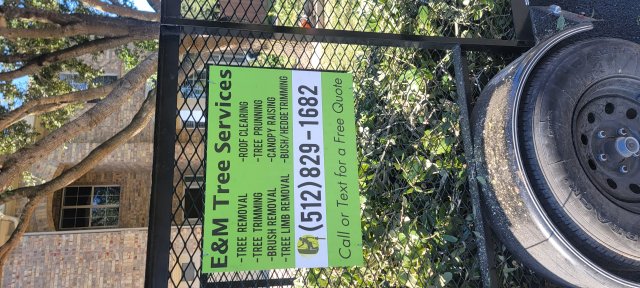 E&M Tree Services
-TREE REMOVAL -ROOF CLEARING
-TREE TRIMMING -TREE PRUNNING
-BRUSH REMOVAL -CANOPY RAISING
-TREE LIMB REMOVAL -BUSH/HEDGE TRIMMING
(512)829-1682
Call or Text for a Free Quote